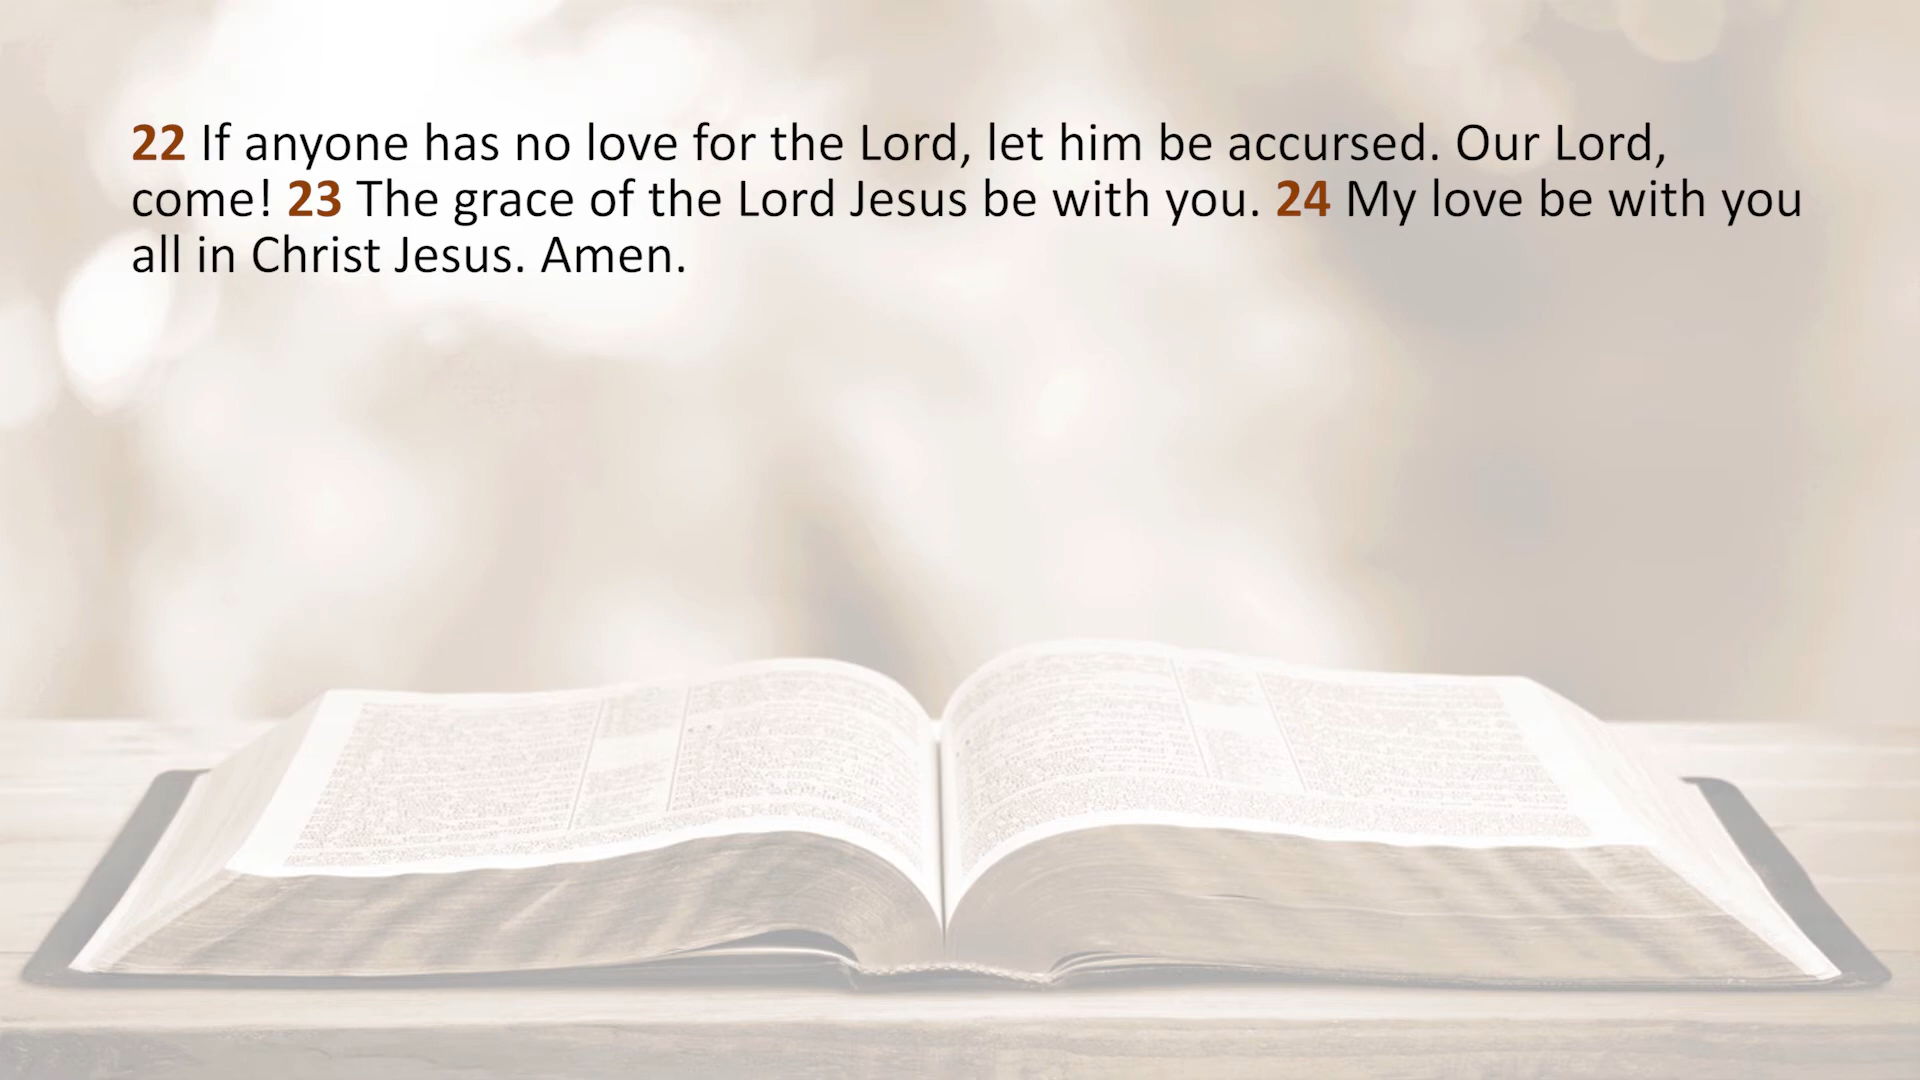 22 If anyone has no love for the Lord, let him be accursed. Our Lord,
come! 23 The grace of the Lord Jesus be with you. 24 My love be with you
all in Christ Jesus. Amen.